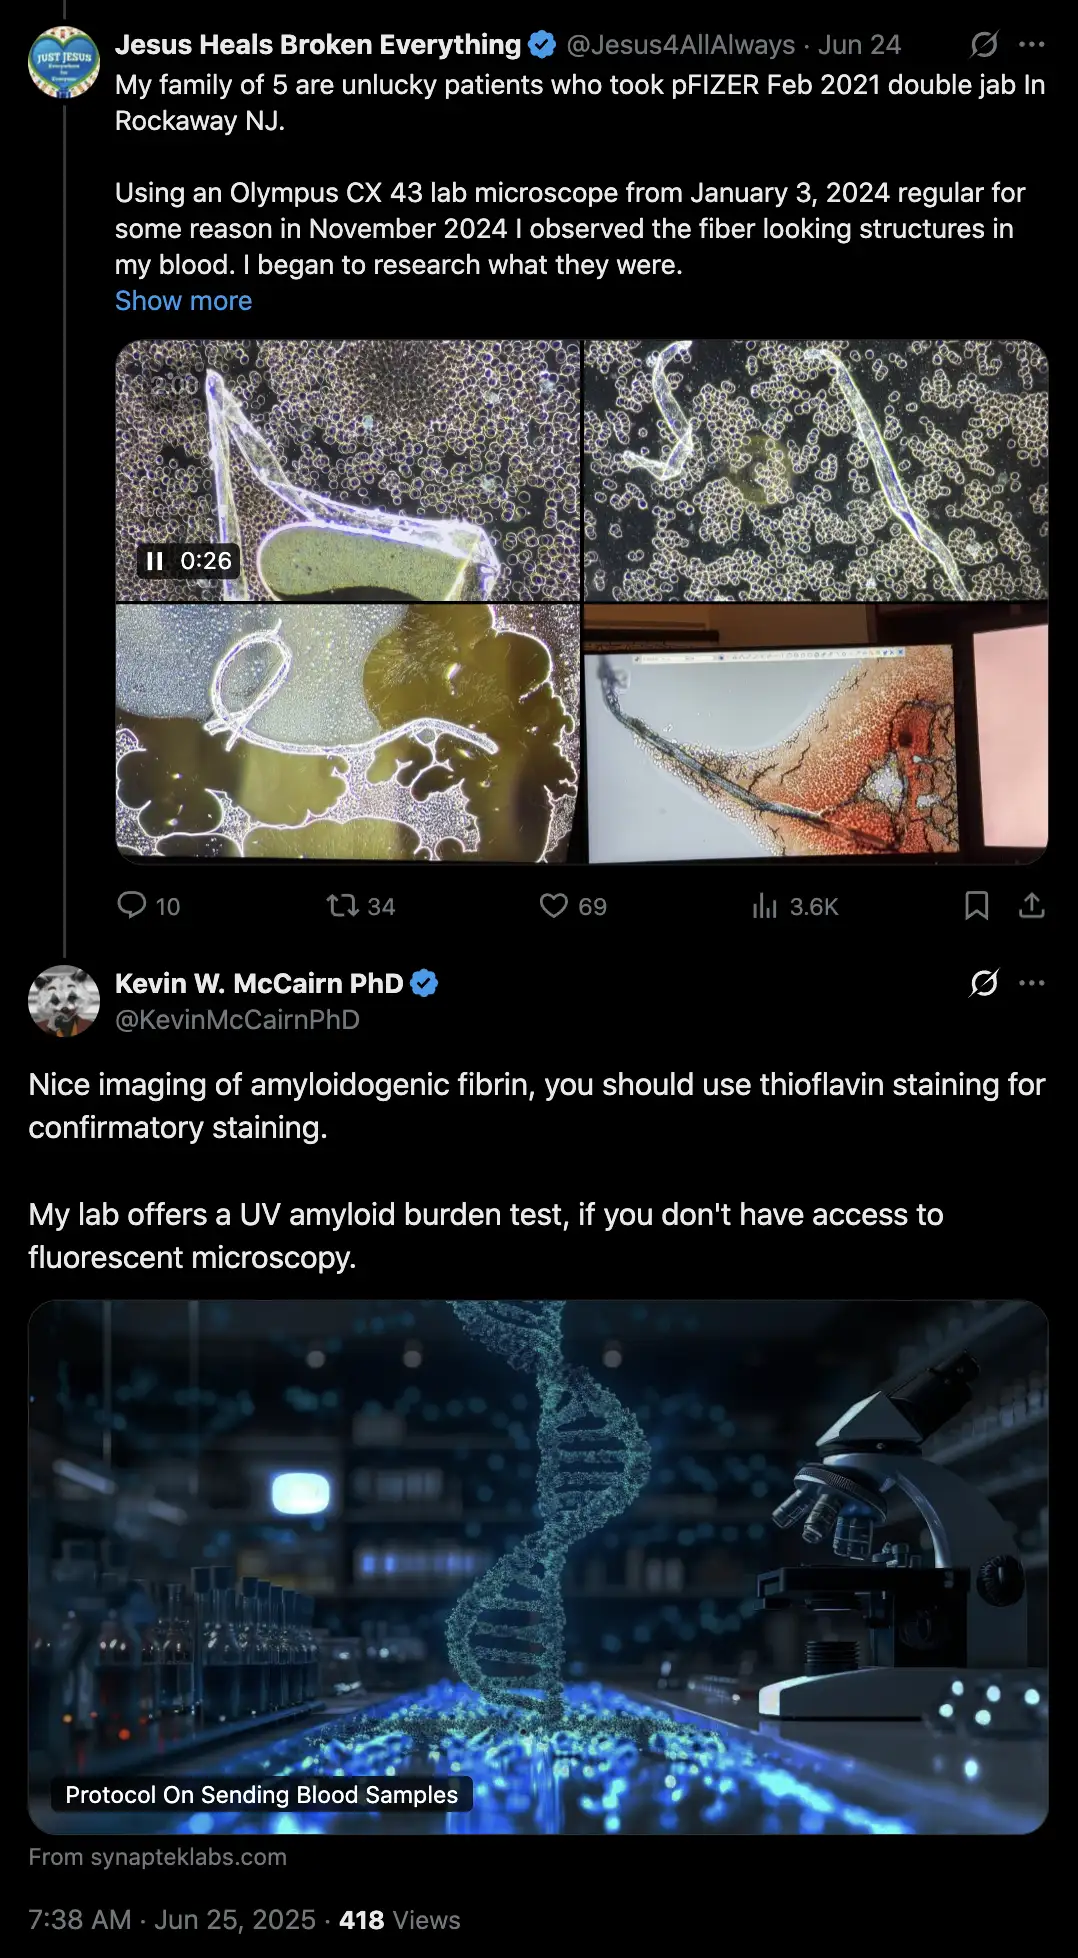 JUST JESUS
Jesus Heals Broken Everything @Jesus4AllAlways · Jun 24
My family of 5 are unlucky patients who took pFIZER Feb 2021 double jab In
Rockaway NJ.
Using an Olympus CX 43 lab microscope from January 3, 2024 regular for
some reason in November 2024 I observed the fiber looking structures in
my blood. I began to research what they were.
Show more
0:26
10
34
69
3.6K
Kevin W. McCairn PhD
@KevinMcCairnPhD
Nice imaging of amyloidogenic fibrin, you should use thioflavin staining for
confirmatory staining.
My lab offers a UV amyloid burden test, if you don't have access to
fluorescent microscopy.
Protocol On Sending Blood Samples
From synapteklabs.com
7:38 AM · Jun 25, 2025 · 418 Views